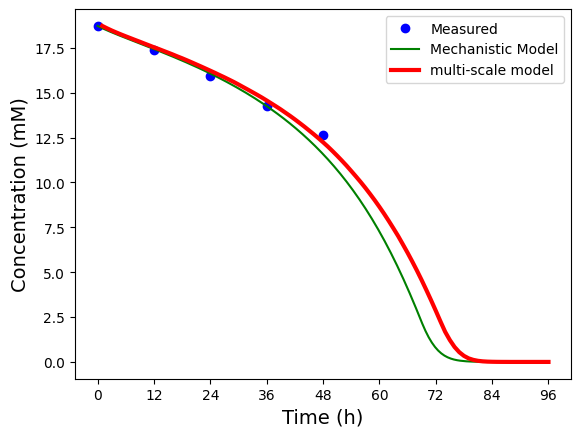 Measured
Mechanistic Model
multi-scale model
17.5
15.0
12.5
10.0
7.5
5.0
2.5
0.0
Concentration (mM)
0 12 24 36 48 60 72 84 96
Time (h)